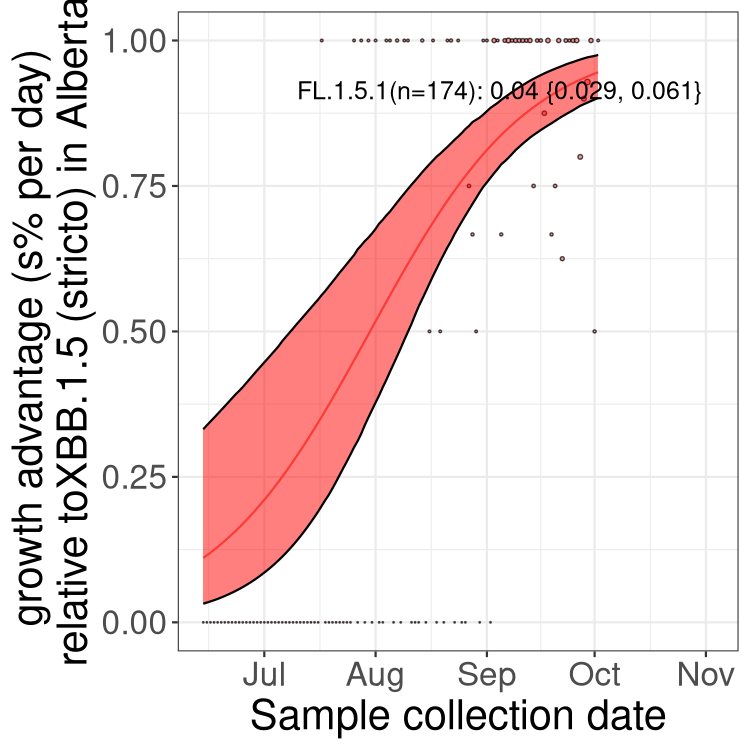 growth advantage (s% per day)
relative toXBB.1.5 (stricto) in Alberta
1.00
0.75
0.50
0.25
0.00
FL.1.5.1(n=174): 0.04 {0.029, 0.061}
Jul Aug Sep Oct Nov
Sample collection date